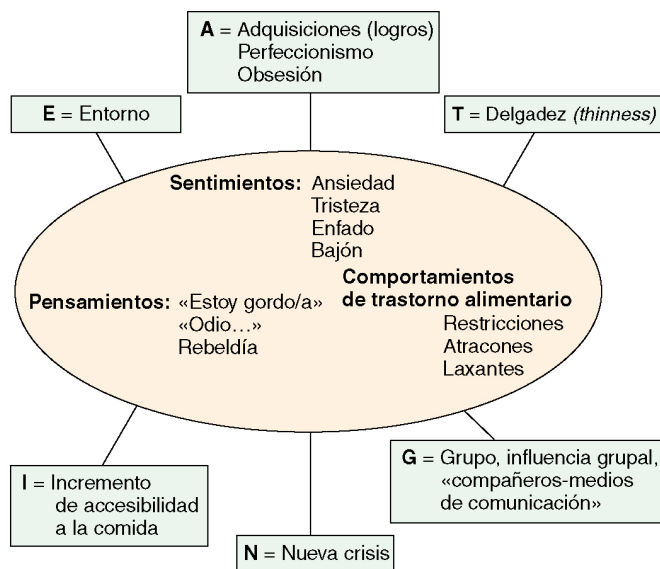 A = Adquisiciones (logros)
Perfeccionismo
Obsesión
E = Entorno
T = Delgadez (thinness)
Sentimientos: Ansiedad
Tristeza
Enfado
Bajón
Pensamientos: «Estoy gordo/a»
«Odio…»
Rebeldía
Comportamientos
de trastorno alimentario
Restricciones
Atracones
Laxantes
I = Incremento
de accesibilidad
a la comida
N = Nueva crisis
G = Grupo, influencia grupal,
«compañeros-medios
de comunicación»